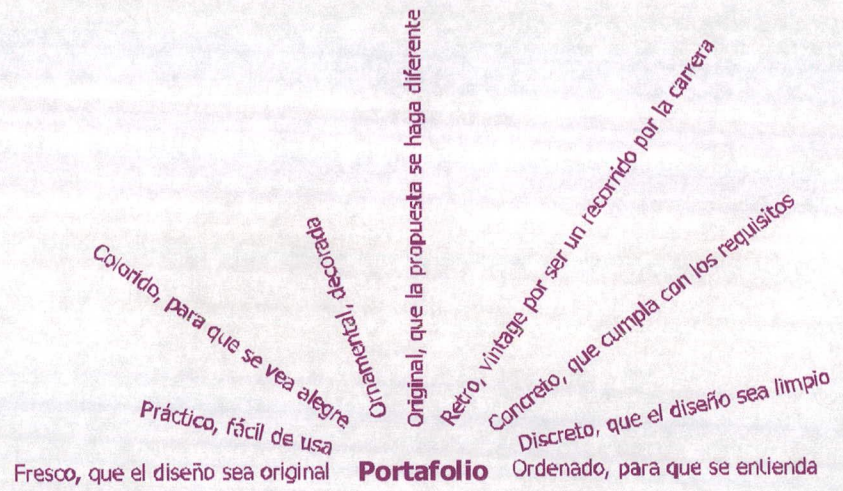 Fresco, que el diseño sea original
Práctico, fácil de usa
Colorido, para que se vea alegre
Ornamental, decorada
Original, que la propuesta se haga diferente
Retro, vintage por ser un recorrido por la carrera
Concreto, que cumpla con los requisitos
Discreto, que el diseño sea limpio
Ordenado, para que se entienda
Portafolio